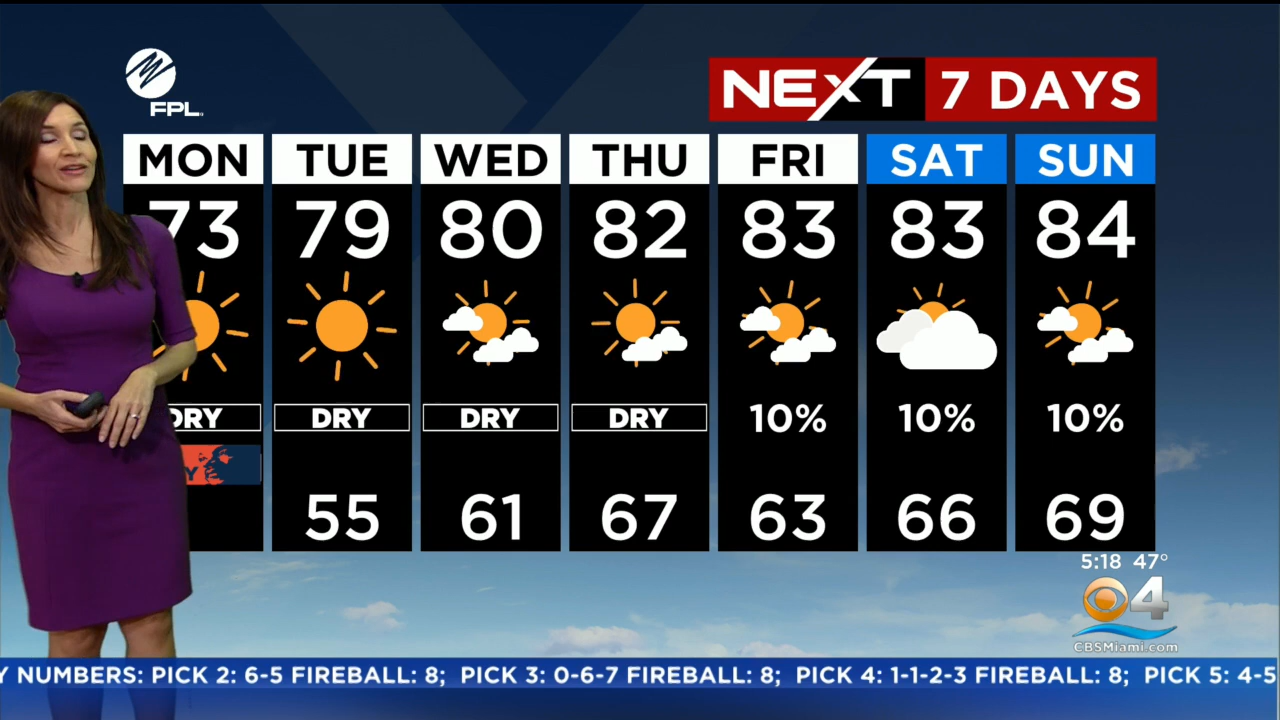 FPL
NEXT 7 DAYS
MON TUE WED THU FRI SAT SUN
73 79 80 82 83 83 84
DRY DRY DRY DRY 10% 10% 10%
55 61 67 63 66 69
5:18 47°
4
CBSMiami.com
Y NUMBERS: PICK 2: 6-5 FIREBALL: 8; PICK 3: 0-6-7 FIREBALL: 8; PICK 4: 1-1-2-3 FIREBALL: 8; PICK 5: 4-5